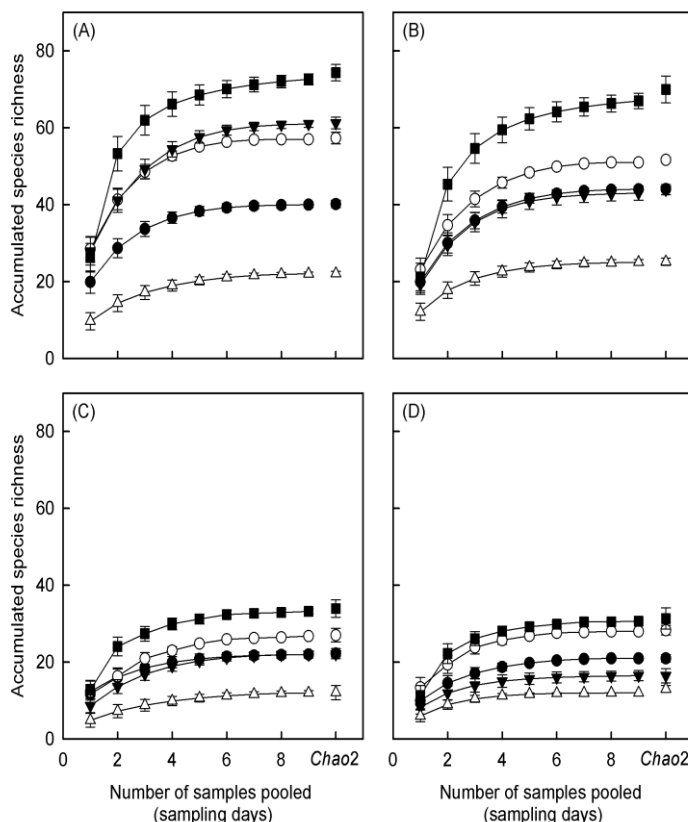 (A)
(B)
Accumulated species richness
80
60
40
20
0
(C)
(D)
Accumulated species richness
80
60
40
20
0
0 2 4 6 8 Chao2
0 2 4 6 8 Chao2
Number of samples pooled
(sampling days)
Number of samples pooled
(sampling days)